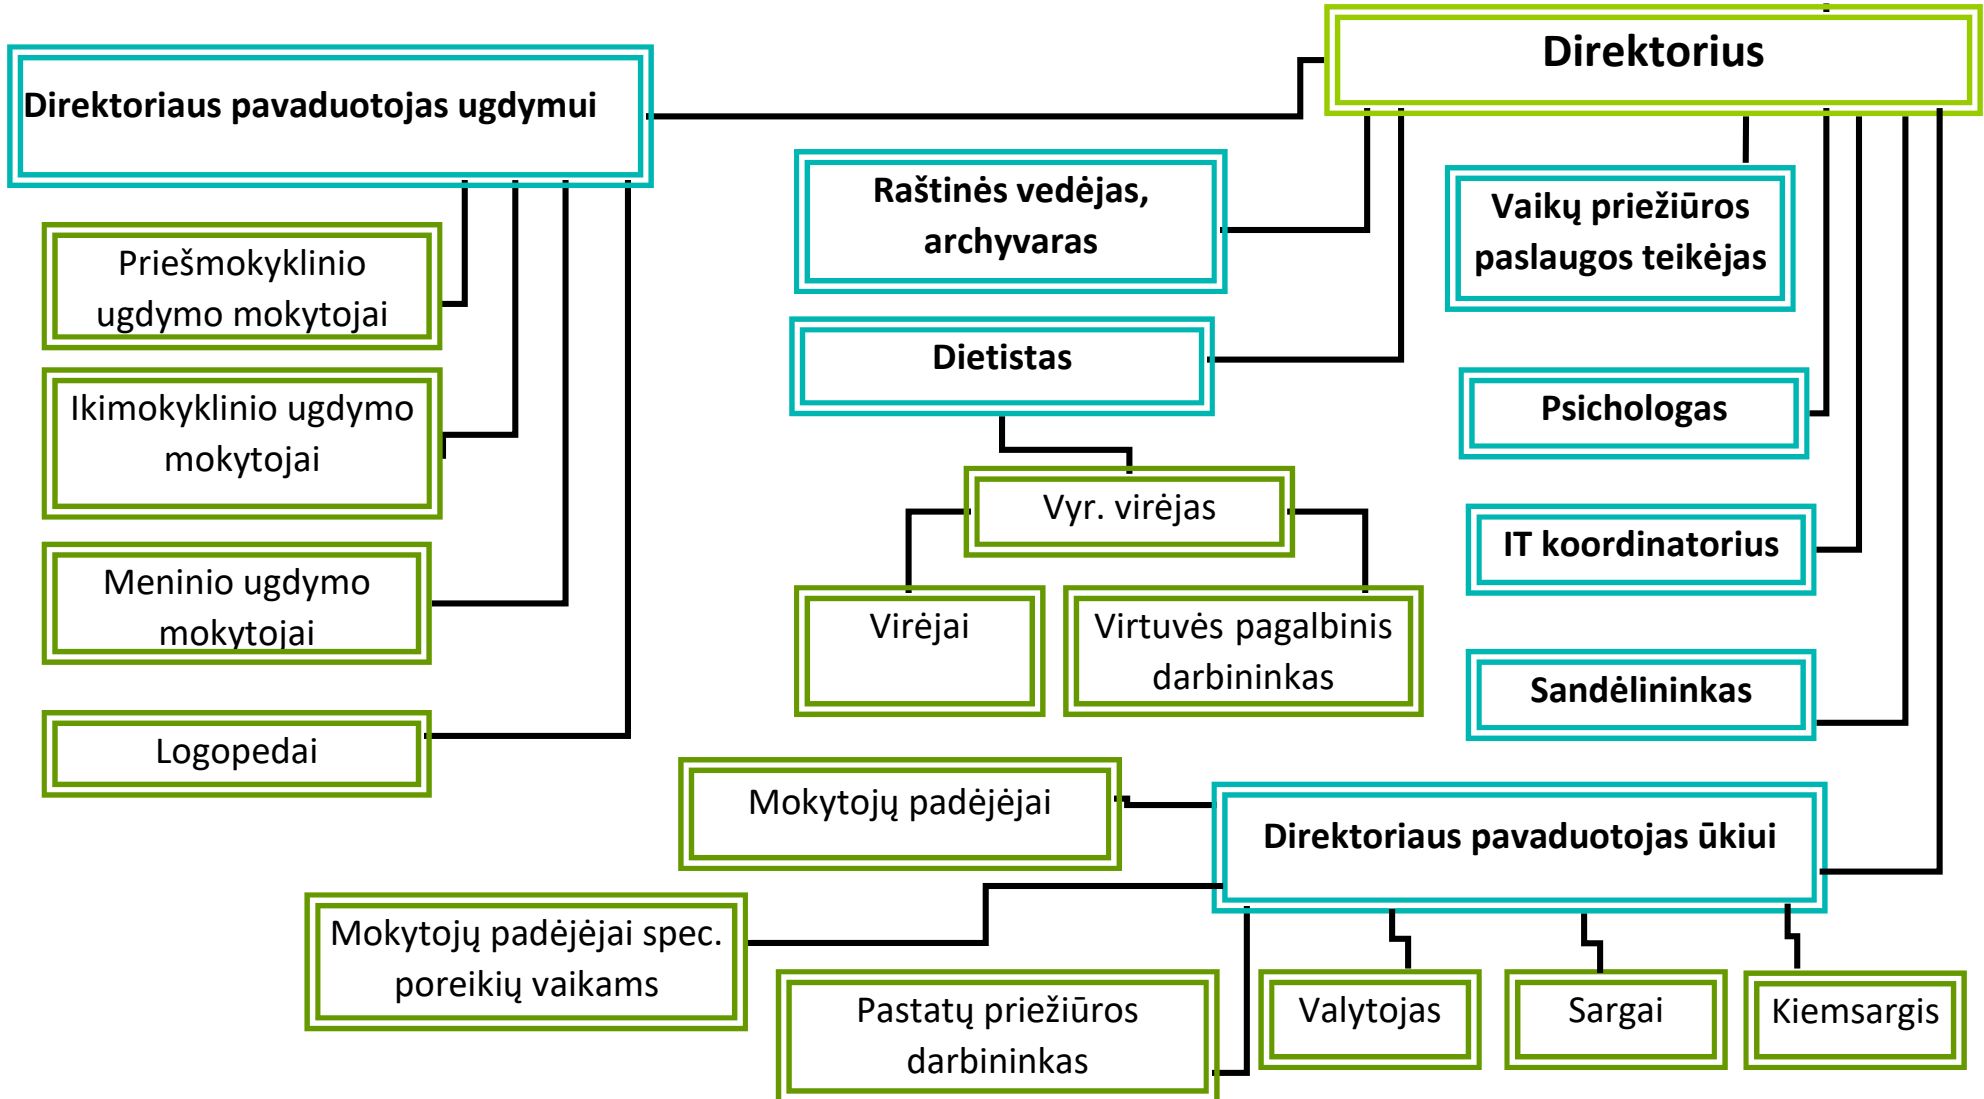 Direktorius
Direktoriaus pavaduotojas ugdymui
Raštinės vedėjas,
archyvaras
Vaikų priežiūros
paslaugos teikėjas
Priešmokyklinio
ugdymo mokytojai
Dietistas
Ikimokyklinio ugdymo
mokytojai
Psichologas
Vyr. virėjas
IT koordinatorius
Meninio ugdymo
mokytojai
Virėjai
Virtuvės pagalbinis
darbininkas
Sandėlininkas
Logopedai
Mokytojų padėjėjai
Direktoriaus pavaduotojas ūkiui
Mokytojų padėjėjai spec.
poreikių vaikams
Pastatų priežiūros
darbininkas
Valytojas
Sargai
Kiemsargis